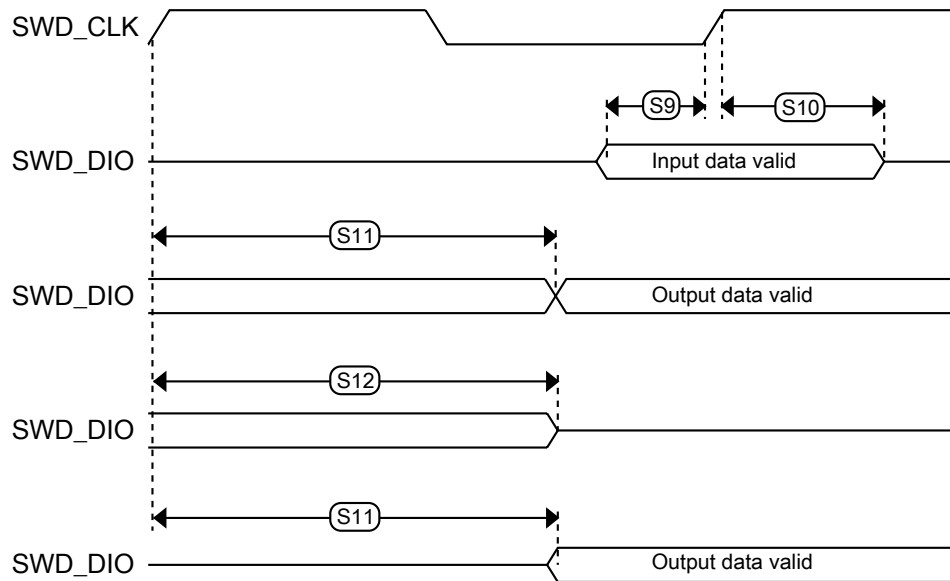 SWD_CLK
S9
S10
SWD_DIO
Input data valid
S11
SWD_DIO
Output data valid
S12
SWD_DIO
S11
SWD_DIO
Output data valid